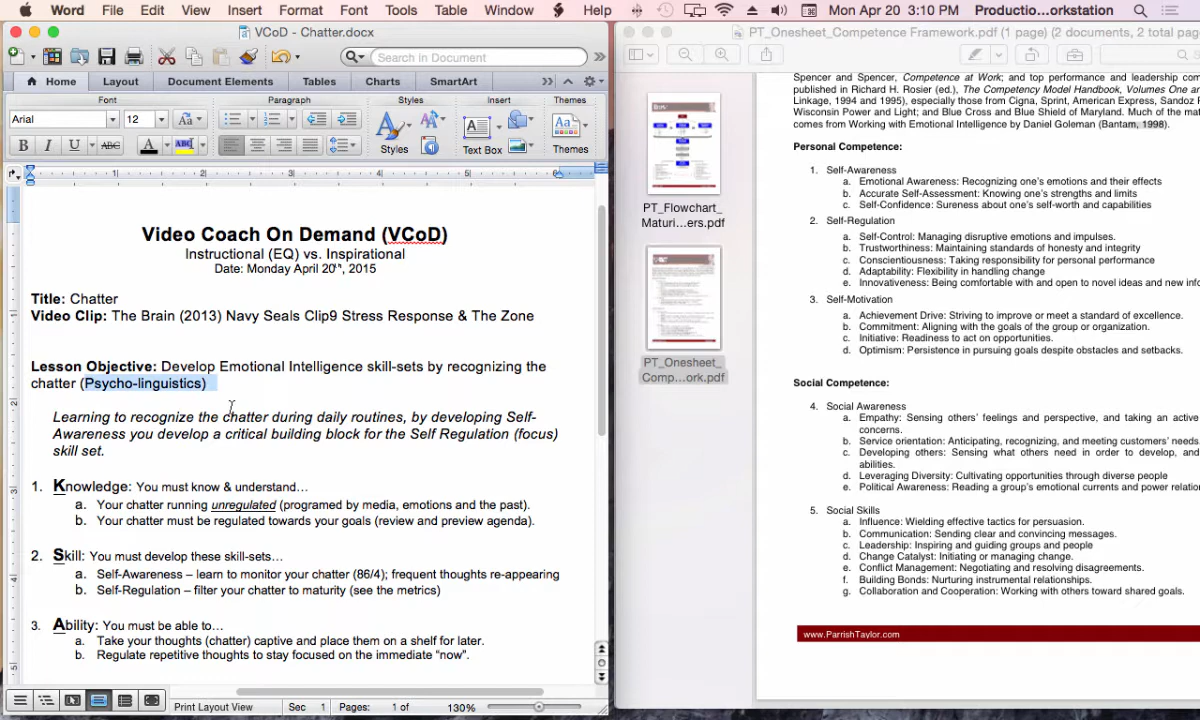 Word File Edit View Insert Format Font Tools Table Window Help Mon Apr 20 3:10 PM Productio...orkstation
VCoD - Chatter.docx
Search in Document
Home Layout Document Elements Tables Charts SmartArt
Font Paragraph Styles Insert Themes
Arial 12 Aa
B I U ABC A ABC Styles Text Box Themes
Video Coach On Demand (VCoD)
Instructional (EQ) vs. Inspirational
Date: Monday April 20th, 2015
Title: Chatter
Video Clip: The Brain (2013) Navy Seals Clip9 Stress Response & The Zone
Lesson Objective: Develop Emotional Intelligence skill-sets by recognizing the
chatter (Psycho-linguistics)
Learning to recognize the chatter during daily routines, by developing Self-
Awareness you develop a critical building block for the Self Regulation (focus)
skill set.
1. Knowledge: You must know & understand…
a. Your chatter running unregulated (programed by media, emotions and the past).
b. Your chatter must be regulated towards your goals (review and preview agenda).
2. Skill: You must develop these skill-sets…
a. Self-Awareness – learn to monitor your chatter (86/4); frequent thoughts re-appearing
b. Self-Regulation – filter your chatter to maturity (see the metrics)
3. Ability: You must be able to…
a. Take your thoughts (chatter) captive and place them on a shelf for later.
b. Regulate repetitive thoughts to stay focused on the immediate “now”.
Print Layout View Sec 1 Pages: 1 of 130%
PT_Onesheet_Competence Framework.pdf (1 page) (2 documents, 2 total page
PT_Flowchart_
Maturi...ers.pdf
PT_Onesheet_
Comp...ork.pdf
Spencer and Spencer, Competence at Work; and top performance and leadership com
published in Richard H. Rosier (ed.), The Competency Model Handbook, Volumes One an
Linkage, 1994 and 1995), especially those from Cigna, Sprint, American Express, Sandoz P
Wisconsin Power and Light; and Blue Cross and Blue Shield of Maryland. Much of the mat
comes from Working with Emotional Intelligence by Daniel Goleman (Bantam, 1998).
Personal Competence:
1. Self-Awareness
a. Emotional Awareness: Recognizing one’s emotions and their effects
b. Accurate Self-Assessment: Knowing one’s strengths and limits
c. Self-Confidence: Sureness about one’s self-worth and capabilities
2. Self-Regulation
a. Self-Control: Managing disruptive emotions and impulses.
b. Trustworthiness: Maintaining standards of honesty and integrity
c. Conscientiousness: Taking responsibility for personal performance
d. Adaptability: Flexibility in handling change
e. Innovativeness: Being comfortable with and open to novel ideas and new info
3. Self-Motivation
a. Achievement Drive: Striving to improve or meet a standard of excellence.
b. Commitment: Aligning with the goals of the group or organization.
c. Initiative: Readiness to act on opportunities.
d. Optimism: Persistence in pursuing goals despite obstacles and setbacks.
Social Competence:
4. Social Awareness
a. Empathy: Sensing others’ feelings and perspective, and taking an active
concerns.
b. Service orientation: Anticipating, recognizing, and meeting customers’ needs.
c. Developing others: Sensing what others need in order to develop, and
abilities.
d. Leveraging Diversity: Cultivating opportunities through diverse people
e. Political Awareness: Reading a group’s emotional currents and power relation
5. Social Skills
a. Influence: Wielding effective tactics for persuasion.
b. Communication: Sending clear and convincing messages.
c. Leadership: Inspiring and guiding groups and people
d. Change Catalyst: Initiating or managing change.
e. Conflict Management: Negotiating and resolving disagreements.
f. Building Bonds: Nurturing instrumental relationships.
g. Collaboration and Cooperation: Working with others toward shared goals.
www.ParrishTaylor.com